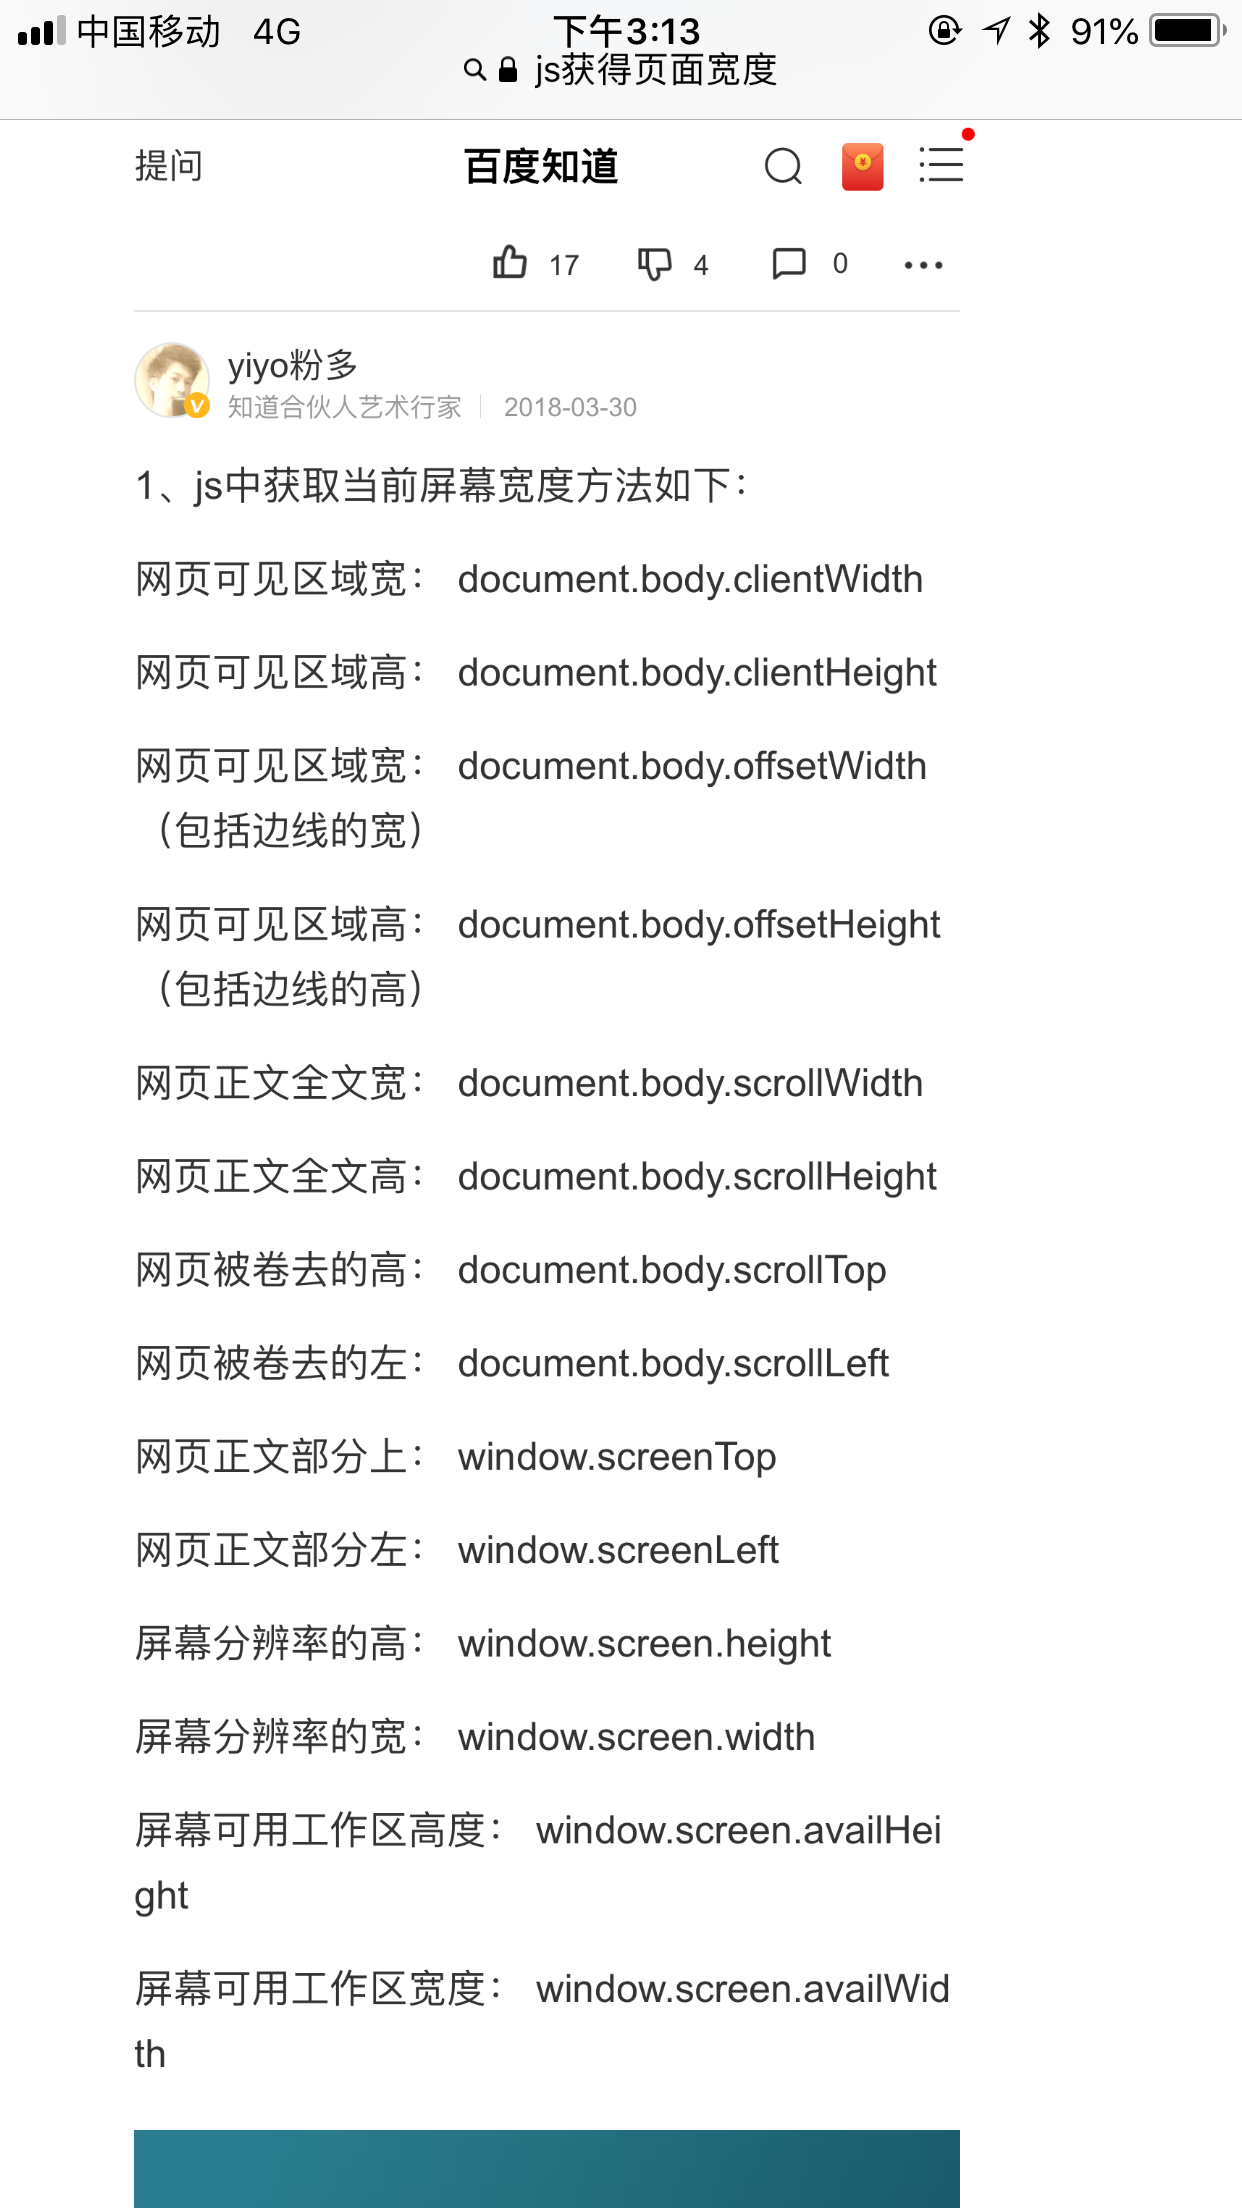 中国移动 4G 下午3:13 91%
js获得页面宽度
提问 百度知道
17 4 0
yiyo粉多
知道合伙人艺术行家 2018-03-30
1、js中获取当前屏幕宽度方法如下：
网页可见区域宽： document.body.clientWidth
网页可见区域高： document.body.clientHeight
网页可见区域宽： document.body.offsetWidth
（包括边线的宽）
网页可见区域高： document.body.offsetHeight
（包括边线的高）
网页正文全文宽： document.body.scrollWidth
网页正文全文高： document.body.scrollHeight
网页被卷去的高： document.body.scrollTop
网页被卷去的左： document.body.scrollLeft
网页正文部分上： window.screenTop
网页正文部分左： window.screenLeft
屏幕分辨率的高： window.screen.height
屏幕分辨率的宽： window.screen.width
屏幕可用工作区高度： window.screen.availHei
ght
屏幕可用工作区宽度： window.screen.availWid
th